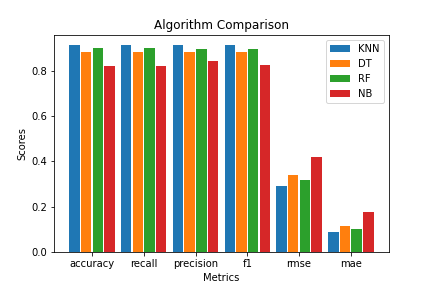 Algorithm Comparison
KNN
DT
RF
NB
Scores
0.8
0.6
0.4
0.2
0.0
accuracy recall precision f1 rmse mae
Metrics